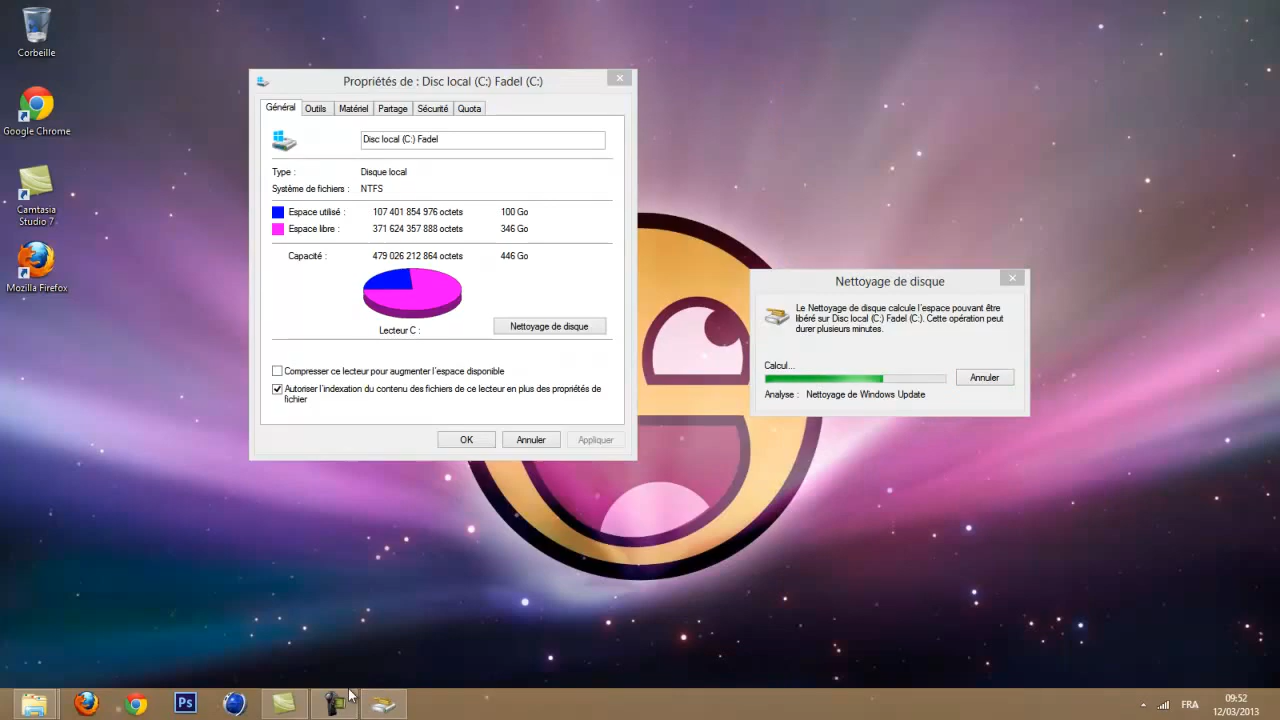 Corbeille
Google Chrome
Camtasia
Studio 7
Mozilla Firefox
Propriétés de : Disc local (C:) Fadel (C:)
Général Outils Matériel Partage Sécurité Quota
Disc local (C:) Fadel
Type : Disque local
Système de fichiers : NTFS
Espace utilisé : 107 401 854 976 octets 100 Go
Espace libre : 371 624 357 888 octets 346 Go
Capacité : 479 026 212 864 octets 446 Go
Lecteur C :
Nettoyage de disque
Compresser ce lecteur pour augmenter l'espace disponible
Autoriser l'indexation du contenu des fichiers de ce lecteur en plus des propriétés de
fichier
OK Annuler Appliquer
Nettoyage de disque
Le Nettoyage de disque calcule l'espace pouvant être
libéré sur Disc local (C:) Fadel (C:). Cette opération peut
durer plusieurs minutes.
Calcul...
Annuler
Analyse : Nettoyage de Windows Update
Ps
FRA
09:52
12/03/2013